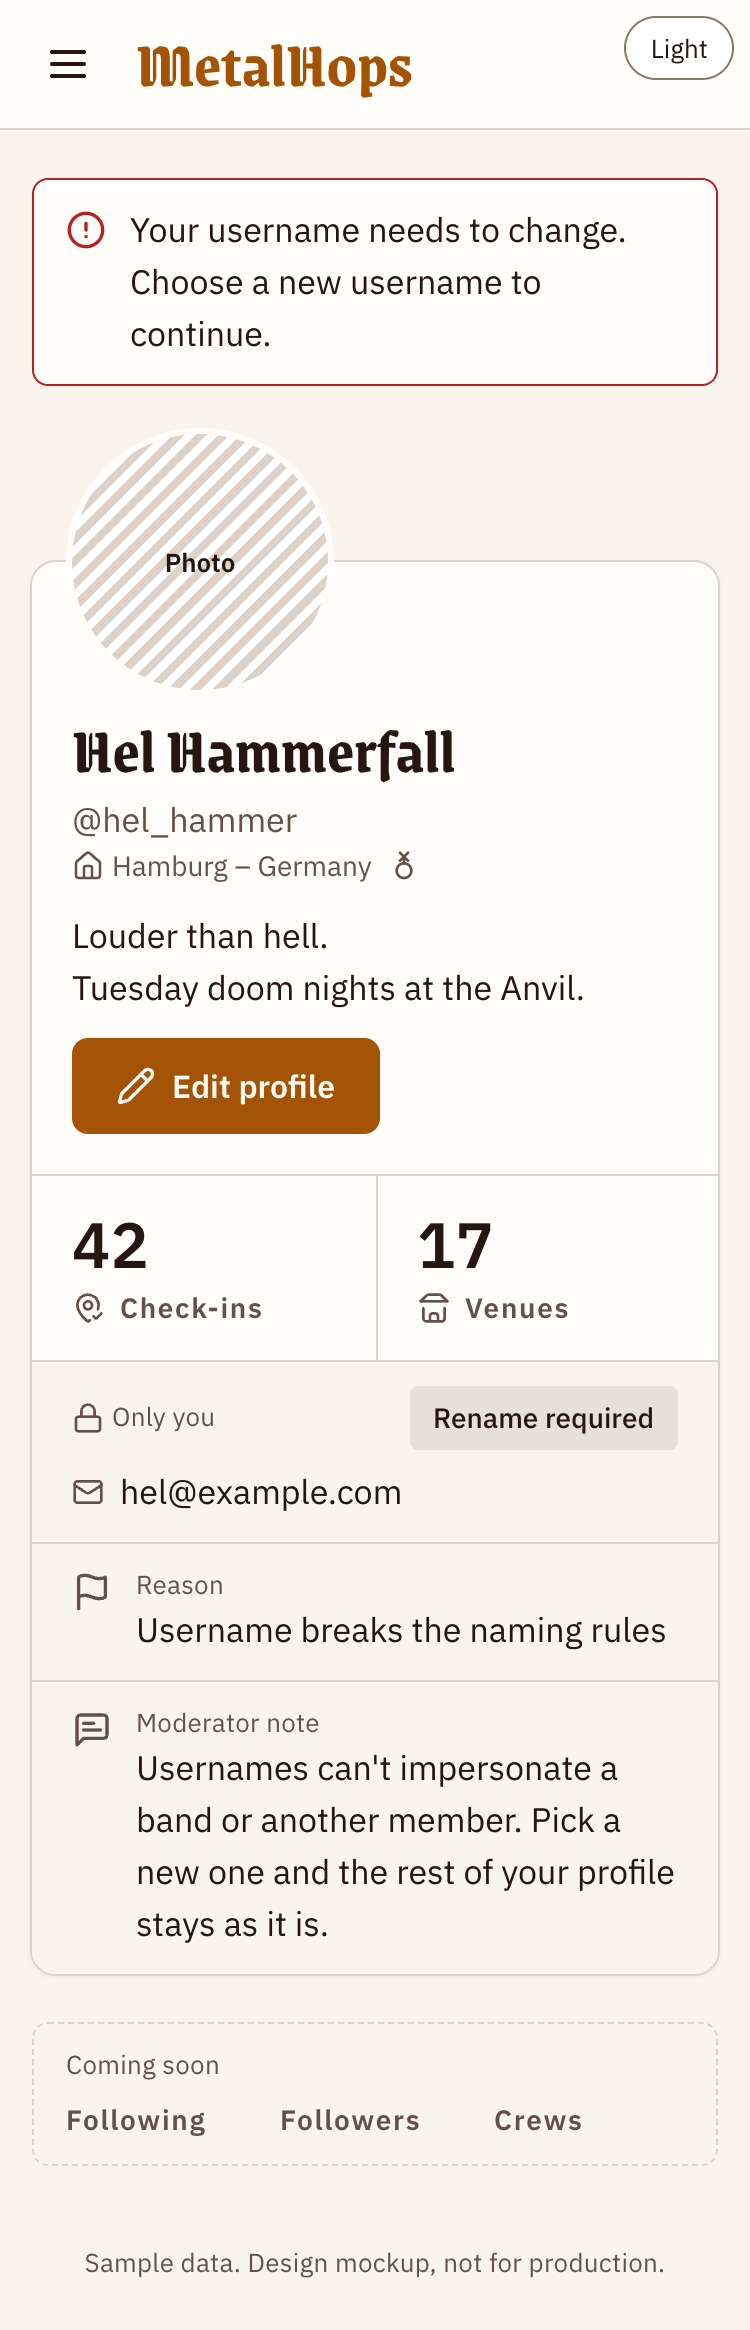 MetalHops
Light
Your username needs to change.
Choose a new username to
continue.
Photo
Hel Hammerfall
@hel_hammer
Hamburg – Germany
Louder than hell.
Tuesday doom nights at the Anvil.
Edit profile
42
Check-ins
17
Venues
Only you
Rename required
hel@example.com
Reason
Username breaks the naming rules
Moderator note
Usernames can't impersonate a
band or another member. Pick a
new one and the rest of your profile
stays as it is.
Coming soon
Following Followers Crews
Sample data. Design mockup, not for production.